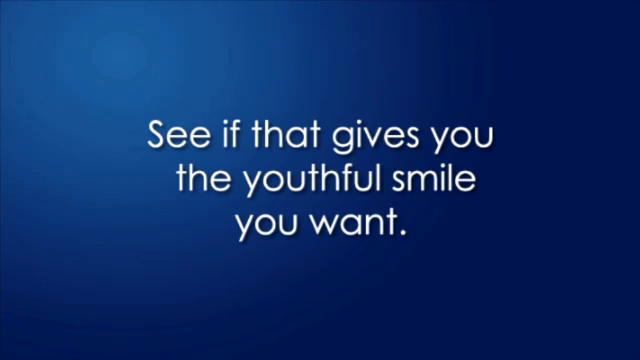 See if that gives you
the youthful smile
you want.